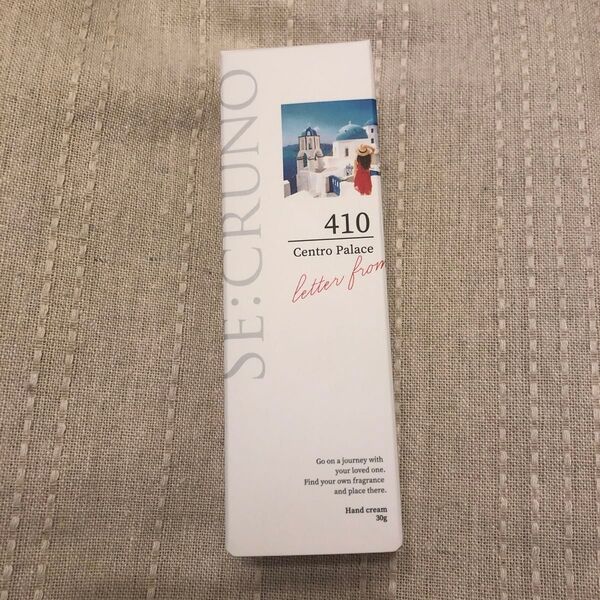 SE:CRUNO
410
Centro Palace
letter from
Go on a journey with
your loved one.
Find your own fragrance
and place there.
Hand cream
30g